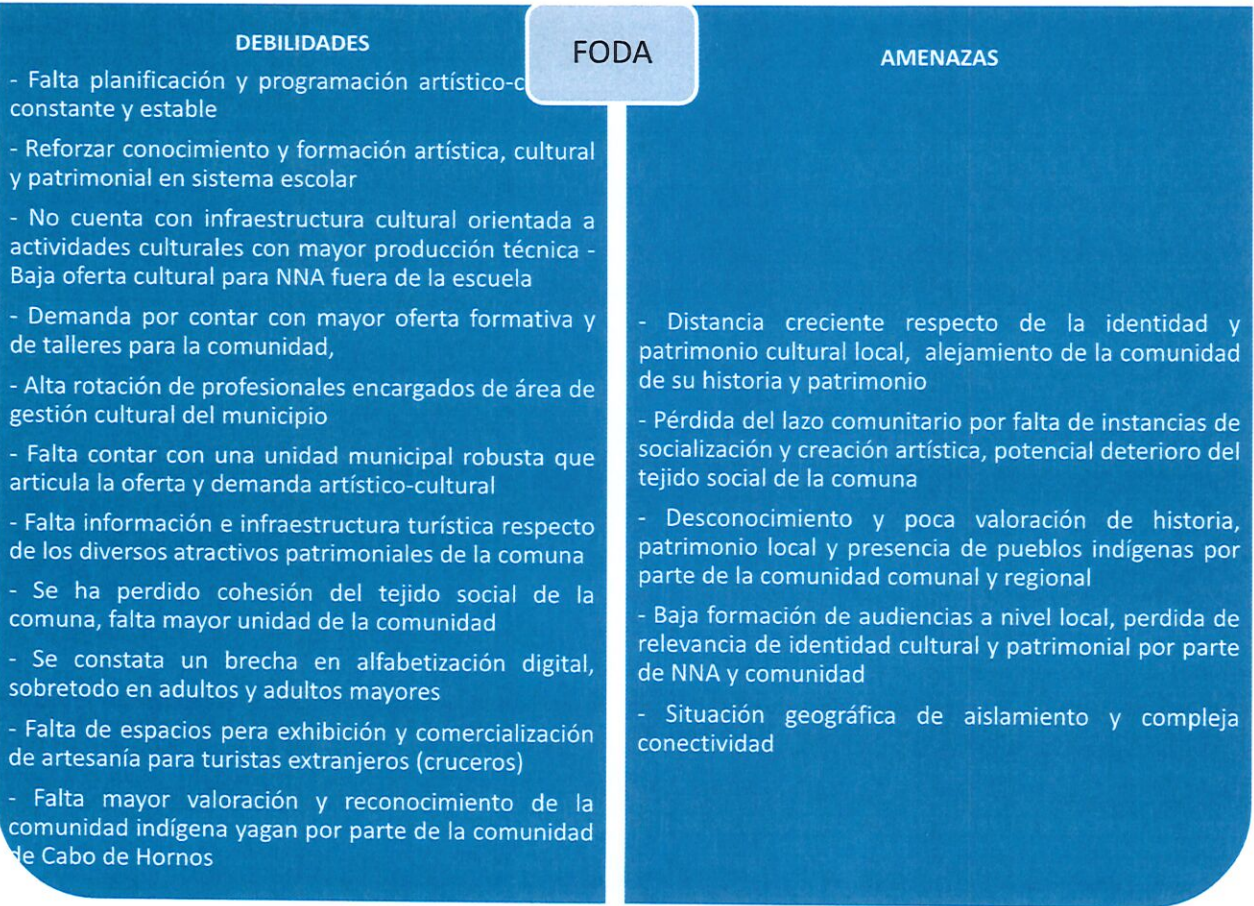 FODA
DEBILIDADES
- Falta planificación y programación artístico-c
constante y estable
- Reforzar conocimiento y formación artística, cultural
y patrimonial en sistema escolar
- No cuenta con infraestructura cultural orientada a
actividades culturales con mayor producción técnica -
Baja oferta cultural para NNA fuera de la escuela
- Demanda por contar con mayor oferta formativa y
de talleres para la comunidad,
- Alta rotación de profesionales encargados de área de
gestión cultural del municipio
- Falta contar con una unidad municipal robusta que
articula la oferta y demanda artístico-cultural
- Falta información e infraestructura turística respecto
de los diversos atractivos patrimoniales de la comuna
- Se ha perdido cohesión del tejido social de la
comuna, falta mayor unidad de la comunidad
- Se constata un brecha en alfabetización digital,
sobretodo en adultos y adultos mayores
- Falta de espacios pera exhibición y comercialización
de artesanía para turistas extranjeros (cruceros)
- Falta mayor valoración y reconocimiento de la
comunidad indígena yagan por parte de la comunidad
de Cabo de Hornos
AMENAZAS
- Distancia creciente respecto de la identidad y
patrimonio cultural local, alejamiento de la comunidad
de su historia y patrimonio
- Pérdida del lazo comunitario por falta de instancias de
socialización y creación artística, potencial deterioro del
tejido social de la comuna
- Desconocimiento y poca valoración de historia,
patrimonio local y presencia de pueblos indígenas por
parte de la comunidad comunal y regional
- Baja formación de audiencias a nivel local, perdida de
relevancia de identidad cultural y patrimonial por parte
de NNA y comunidad
- Situación geográfica de aislamiento y compleja
conectividad